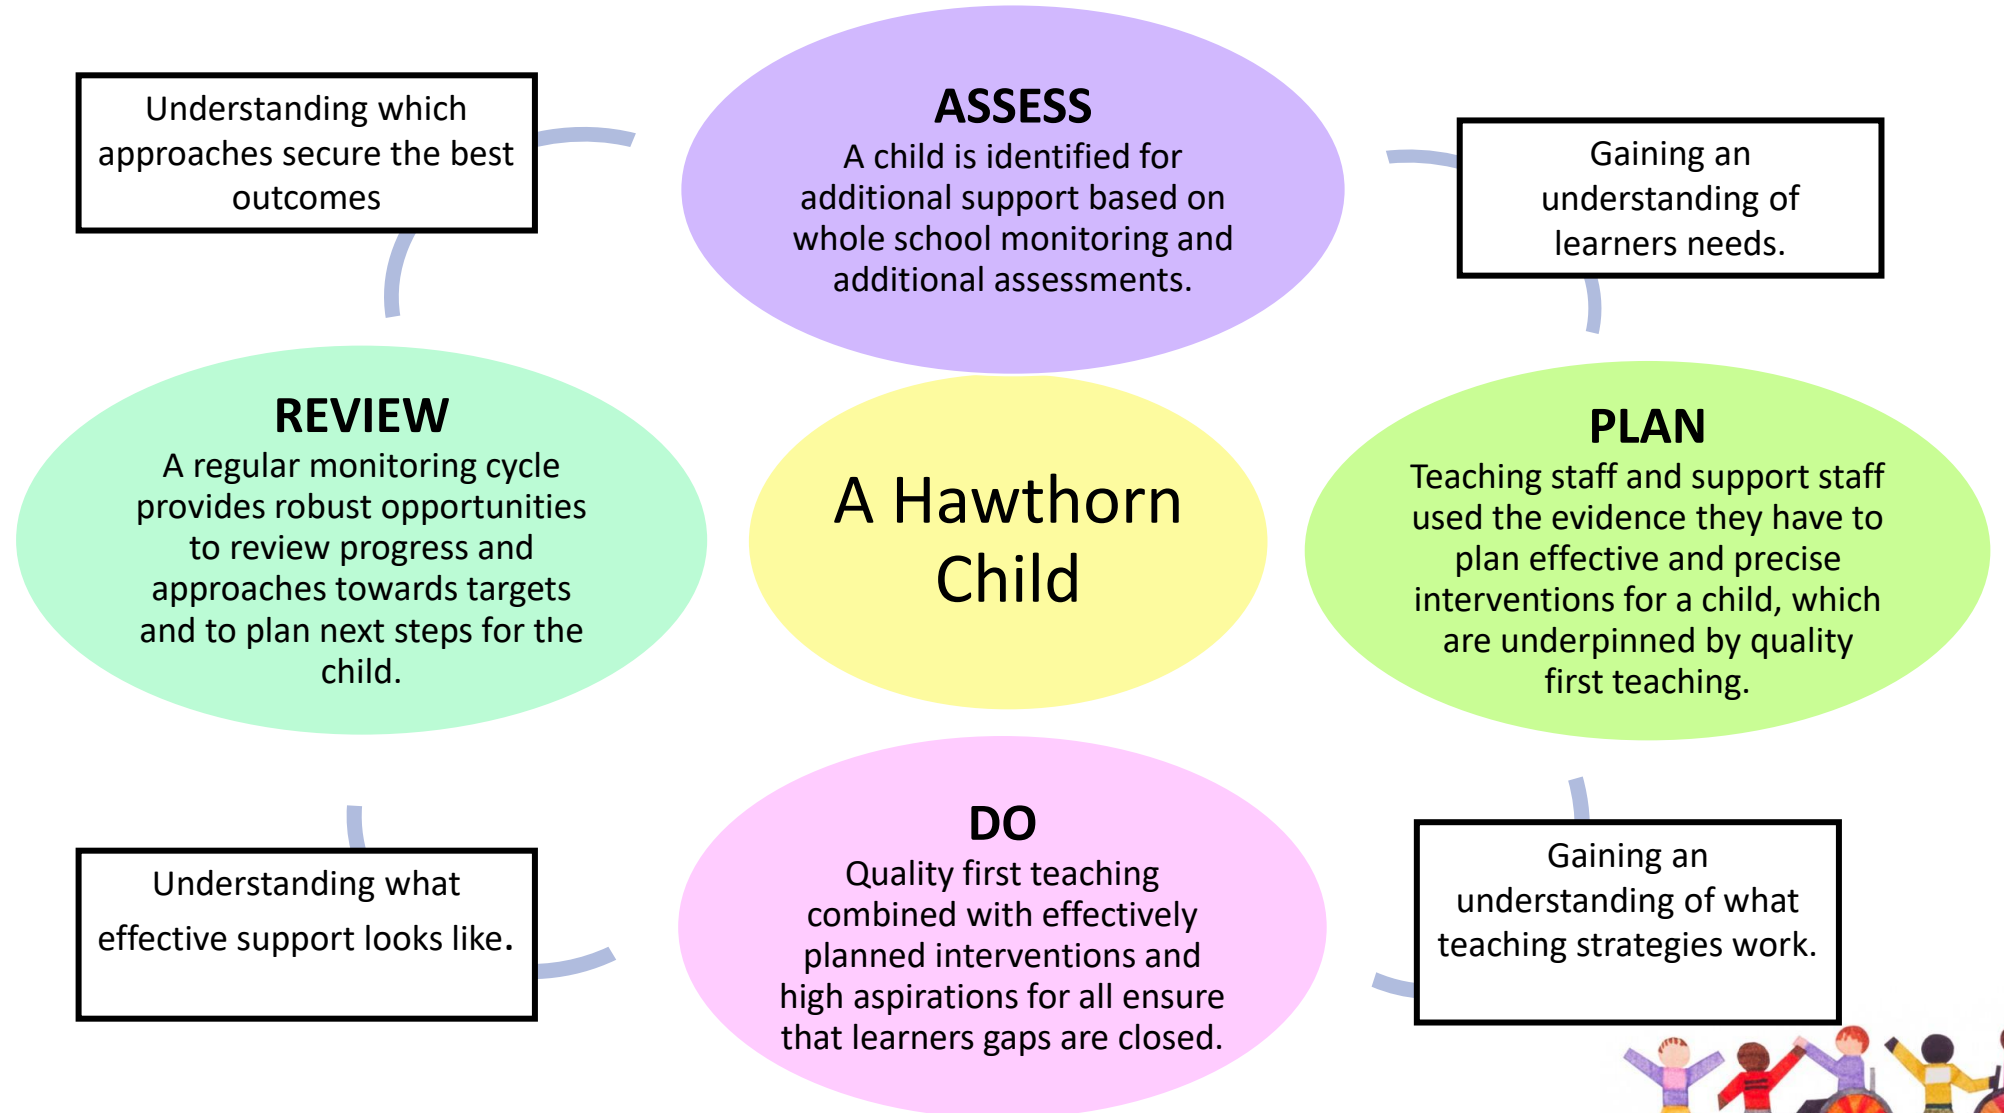 ASSESS
A child is identified for
additional support based on
whole school monitoring and
additional assessments.
Gaining an
understanding of
learners needs.
PLAN
Teaching staff and support staff
used the evidence they have to
plan effective and precise
interventions for a child, which
are underpinned by quality
first teaching.
Gaining an
understanding of what
teaching strategies work.
DO
Quality first teaching
combined with effectively
planned interventions and
high aspirations for all ensure
that learners gaps are closed.
Understanding what
effective support looks like.
REVIEW
A regular monitoring cycle
provides robust opportunities
to review progress and
approaches towards targets
and to plan next steps for the
child.
Understanding which
approaches secure the best
outcomes
A Hawthorn
Child